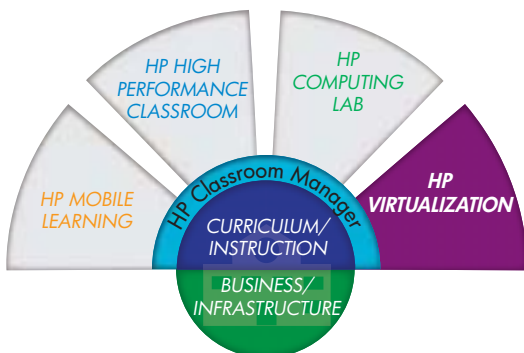 HP HIGH
PERFORMANCE
CLASSROOM
HP
COMPUTING
LAB
HP MOBILE
LEARNING
HP
VIRTUALIZATION
HP Classroom Manager
CURRICULUM/
INSTRUCTION
BUSINESS/
INFRASTRUCTURE